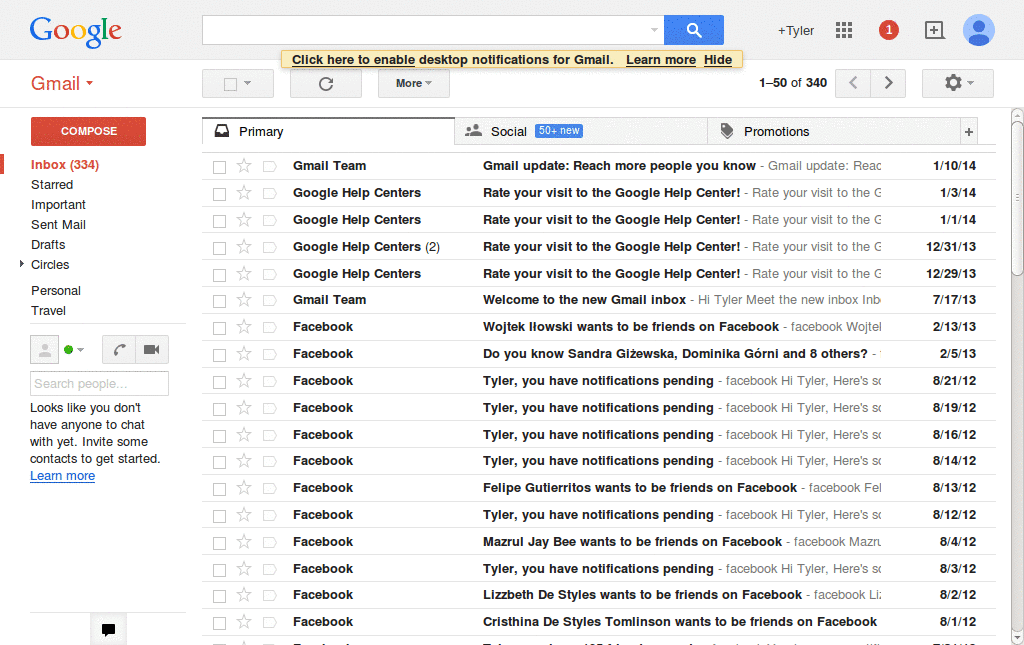 Google
+Tyler
1
Click here to enable desktop notifications for Gmail. Learn more Hide
Gmail
More
1–50 of 340
COMPOSE
Primary
Social 50+ new
Promotions
+
Inbox (334)
Starred
Important
Sent Mail
Drafts
Circles
Personal
Travel
Search people...
Looks like you don't
have anyone to chat
with yet. Invite some
contacts to get started.
Learn more
Gmail Team Gmail update: Reach more people you know - Gmail update: Reac 1/10/14
Google Help Centers Rate your visit to the Google Help Center! - Rate your visit to the G 1/3/14
Google Help Centers Rate your visit to the Google Help Center! - Rate your visit to the G 1/1/14
Google Help Centers (2) Rate your visit to the Google Help Center! - Rate your visit to the G 12/31/13
Google Help Centers Rate your visit to the Google Help Center! - Rate your visit to the G 12/29/13
Gmail Team Welcome to the new Gmail inbox - Hi Tyler Meet the new inbox Inb 7/17/13
Facebook Wojtek Iłowski wants to be friends on Facebook - facebook Wojtel 2/13/13
Facebook Do you know Sandra Giżewska, Dominika Górni and 8 others? - 2/5/13
Facebook Tyler, you have notifications pending - facebook Hi Tyler, Here's sc 8/21/12
Facebook Tyler, you have notifications pending - facebook Hi Tyler, Here's sc 8/19/12
Facebook Tyler, you have notifications pending - facebook Hi Tyler, Here's sc 8/16/12
Facebook Tyler, you have notifications pending - facebook Hi Tyler, Here's sc 8/14/12
Facebook Felipe Gutierritos wants to be friends on Facebook - facebook Fel 8/13/12
Facebook Tyler, you have notifications pending - facebook Hi Tyler, Here's sc 8/12/12
Facebook Mazrul Jay Bee wants to be friends on Facebook - facebook Mazru 8/4/12
Facebook Tyler, you have notifications pending - facebook Hi Tyler, Here's sc 8/3/12
Facebook Lizzbeth De Styles wants to be friends on Facebook - facebook Liz 8/2/12
Facebook Cristhina De Styles Tomlinson wants to be friends on Facebook 8/1/12